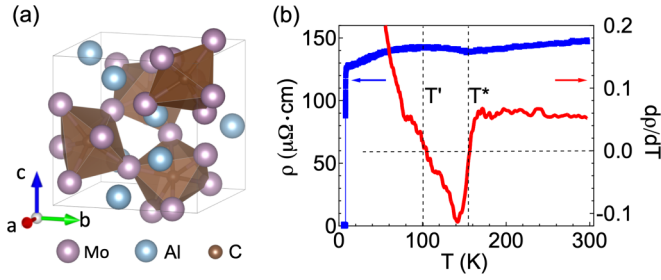 (a)
c
a
b
Mo
Al
C
(b)
150
100
50
0
ρ (μΩ·cm)
T'
T*
0.2
0.1
0.0
-0.1
dρ/dT
0
100
200
300
T (K)